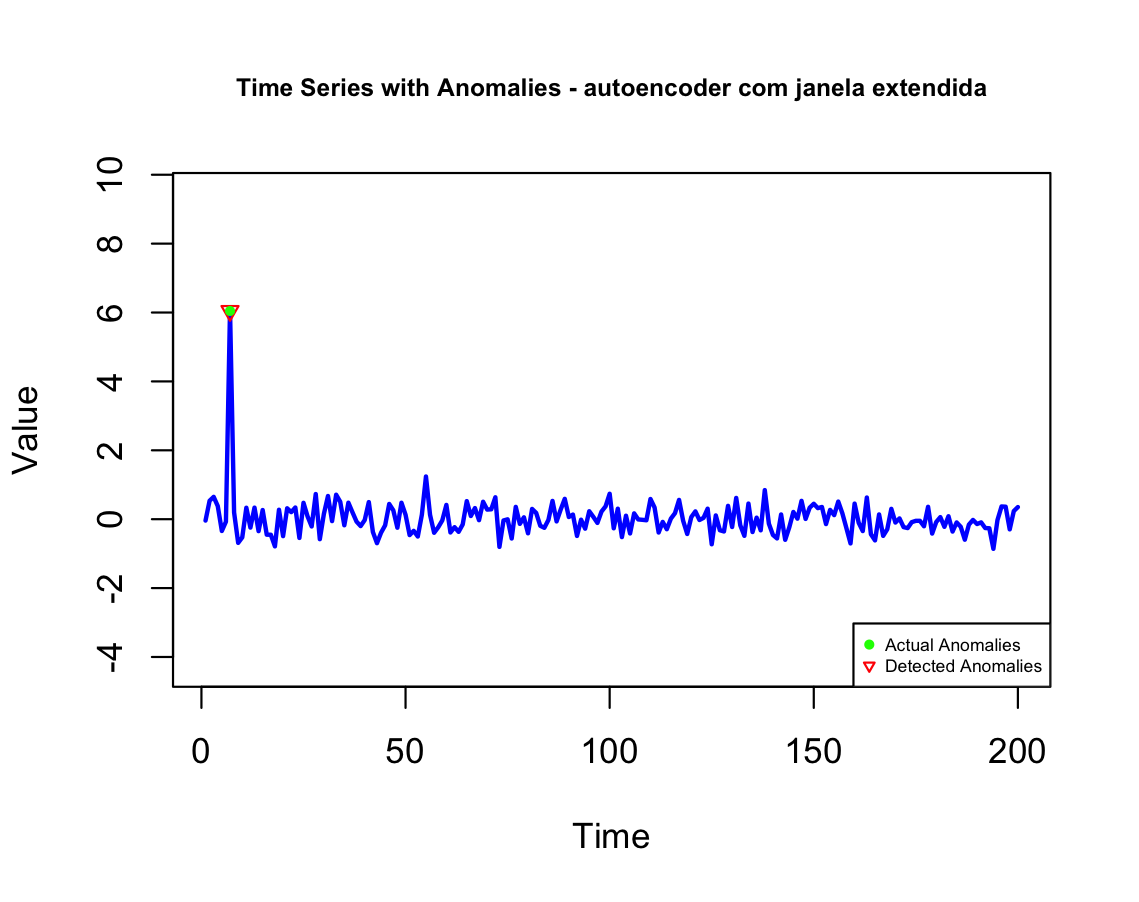 Time Series with Anomalies - autoencoder com janela extendida
10
8
6
4
2
0
-2
-4
Value
Actual Anomalies
Detected Anomalies
0 50 100 150 200
Time